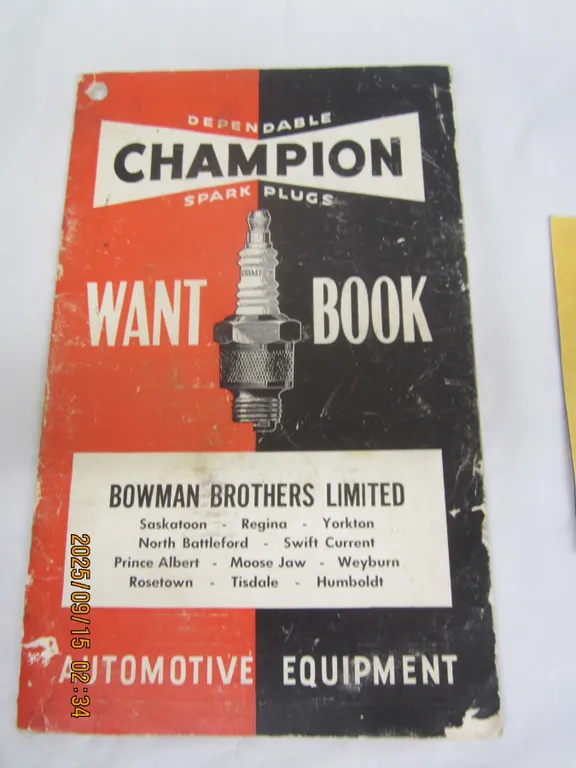 DEPENDABLE
CHAMPION
SPARK PLUGS
CHAMPION
WANT BOOK
BOWMAN BROTHERS LIMITED
Saskatoon - Regina - Yorkton
North Battleford - Swift Current
Prince Albert - Moose Jaw - Weyburn
Rosetown - Tisdale - Humboldt
AUTOMOTIVE EQUIPMENT
2025/09/15 02:34